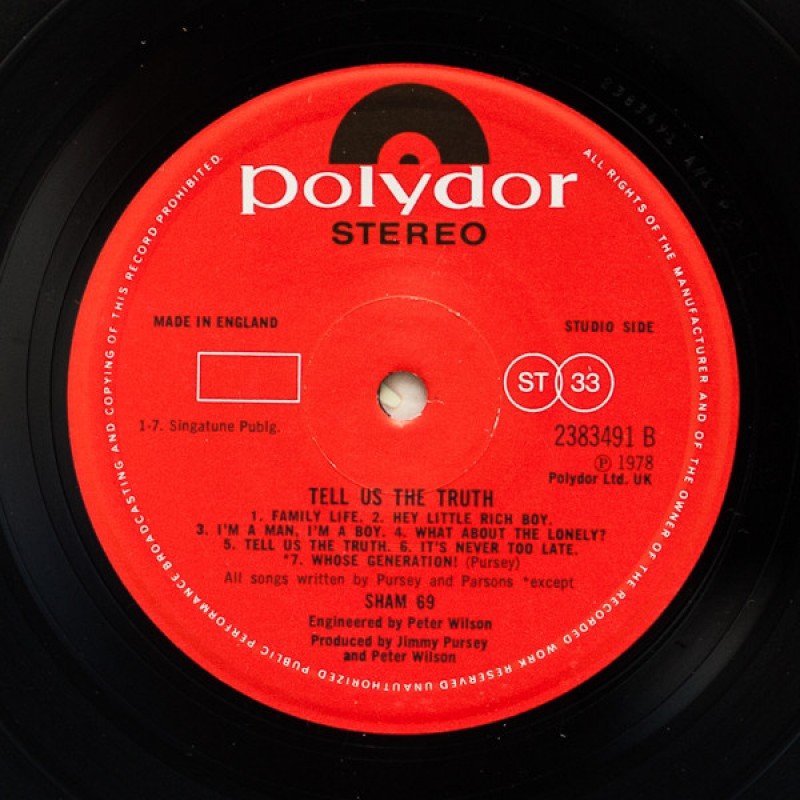 polydor
STEREO
MADE IN ENGLAND
STUDIO SIDE
ST 33
1-7. Singatune Publg.
2383491 B
℗ 1978
Polydor Ltd. UK
TELL US THE TRUTH
1. FAMILY LIFE. 2. HEY LITTLE RICH BOY.
3. I'M A MAN, I'M A BOY. 4. WHAT ABOUT THE LONELY?
5. TELL US THE TRUTH. 6. IT'S NEVER TOO LATE.
*7. WHOSE GENERATION! (Pursey)
All songs written by Pursey and Parsons *except
SHAM 69
Engineered by Peter Wilson
Produced by Jimmy Pursey
and Peter Wilson
ALL RIGHTS OF THE MANUFACTURER AND OF THE OWNER OF THE RECORDED WORK RESERVED UNAUTHORIZED PUBLIC PERFORMANCE BROADCASTING AND COPYING OF THIS RECORD PROHIBITED.
2383491